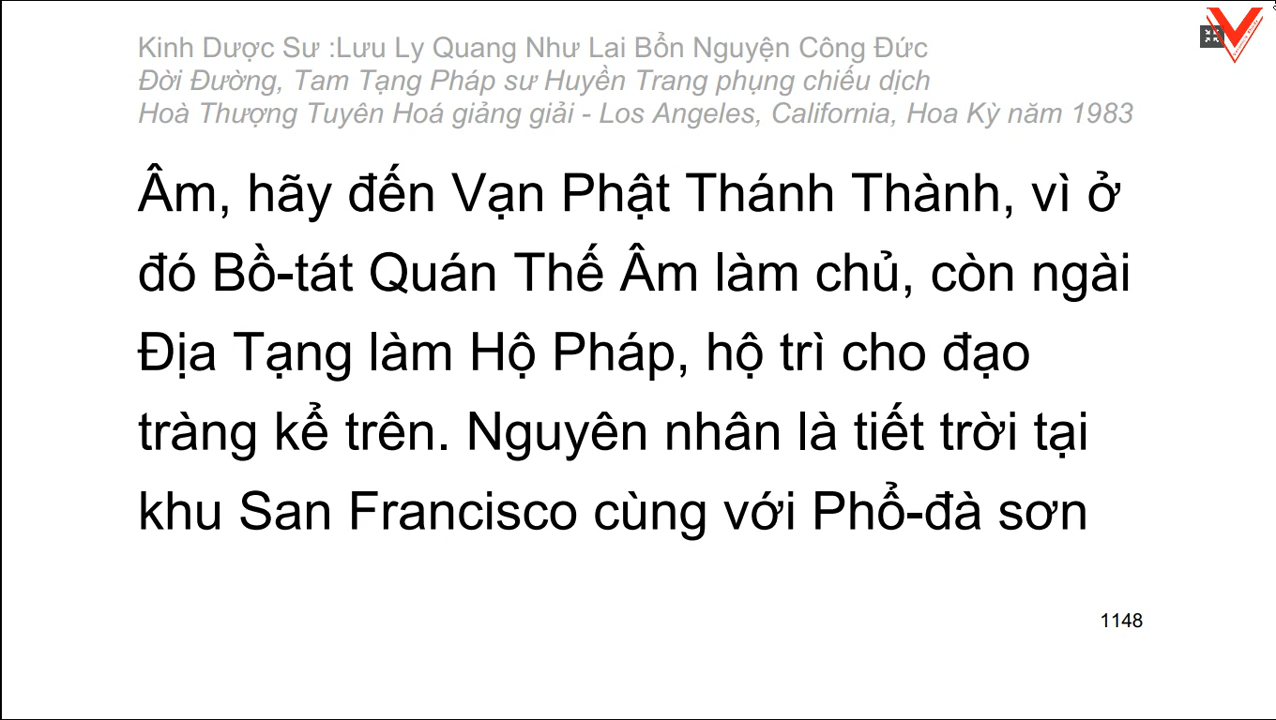 Kinh Dược Sư :Lưu Ly Quang Như Lai Bổn Nguyện Công Đức
Đời Đường, Tam Tạng Pháp sư Huyền Trang phụng chiếu dịch
Hoà Thượng Tuyên Hoá giảng giải - Los Angeles, California, Hoa Kỳ năm 1983
Âm, hãy đến Vạn Phật Thánh Thành, vì ở
đó Bồ-tát Quán Thế Âm làm chủ, còn ngài
Địa Tạng làm Hộ Pháp, hộ trì cho đạo
tràng kể trên. Nguyên nhân là tiết trời tại
khu San Francisco cùng với Phổ-đà sơn
1148